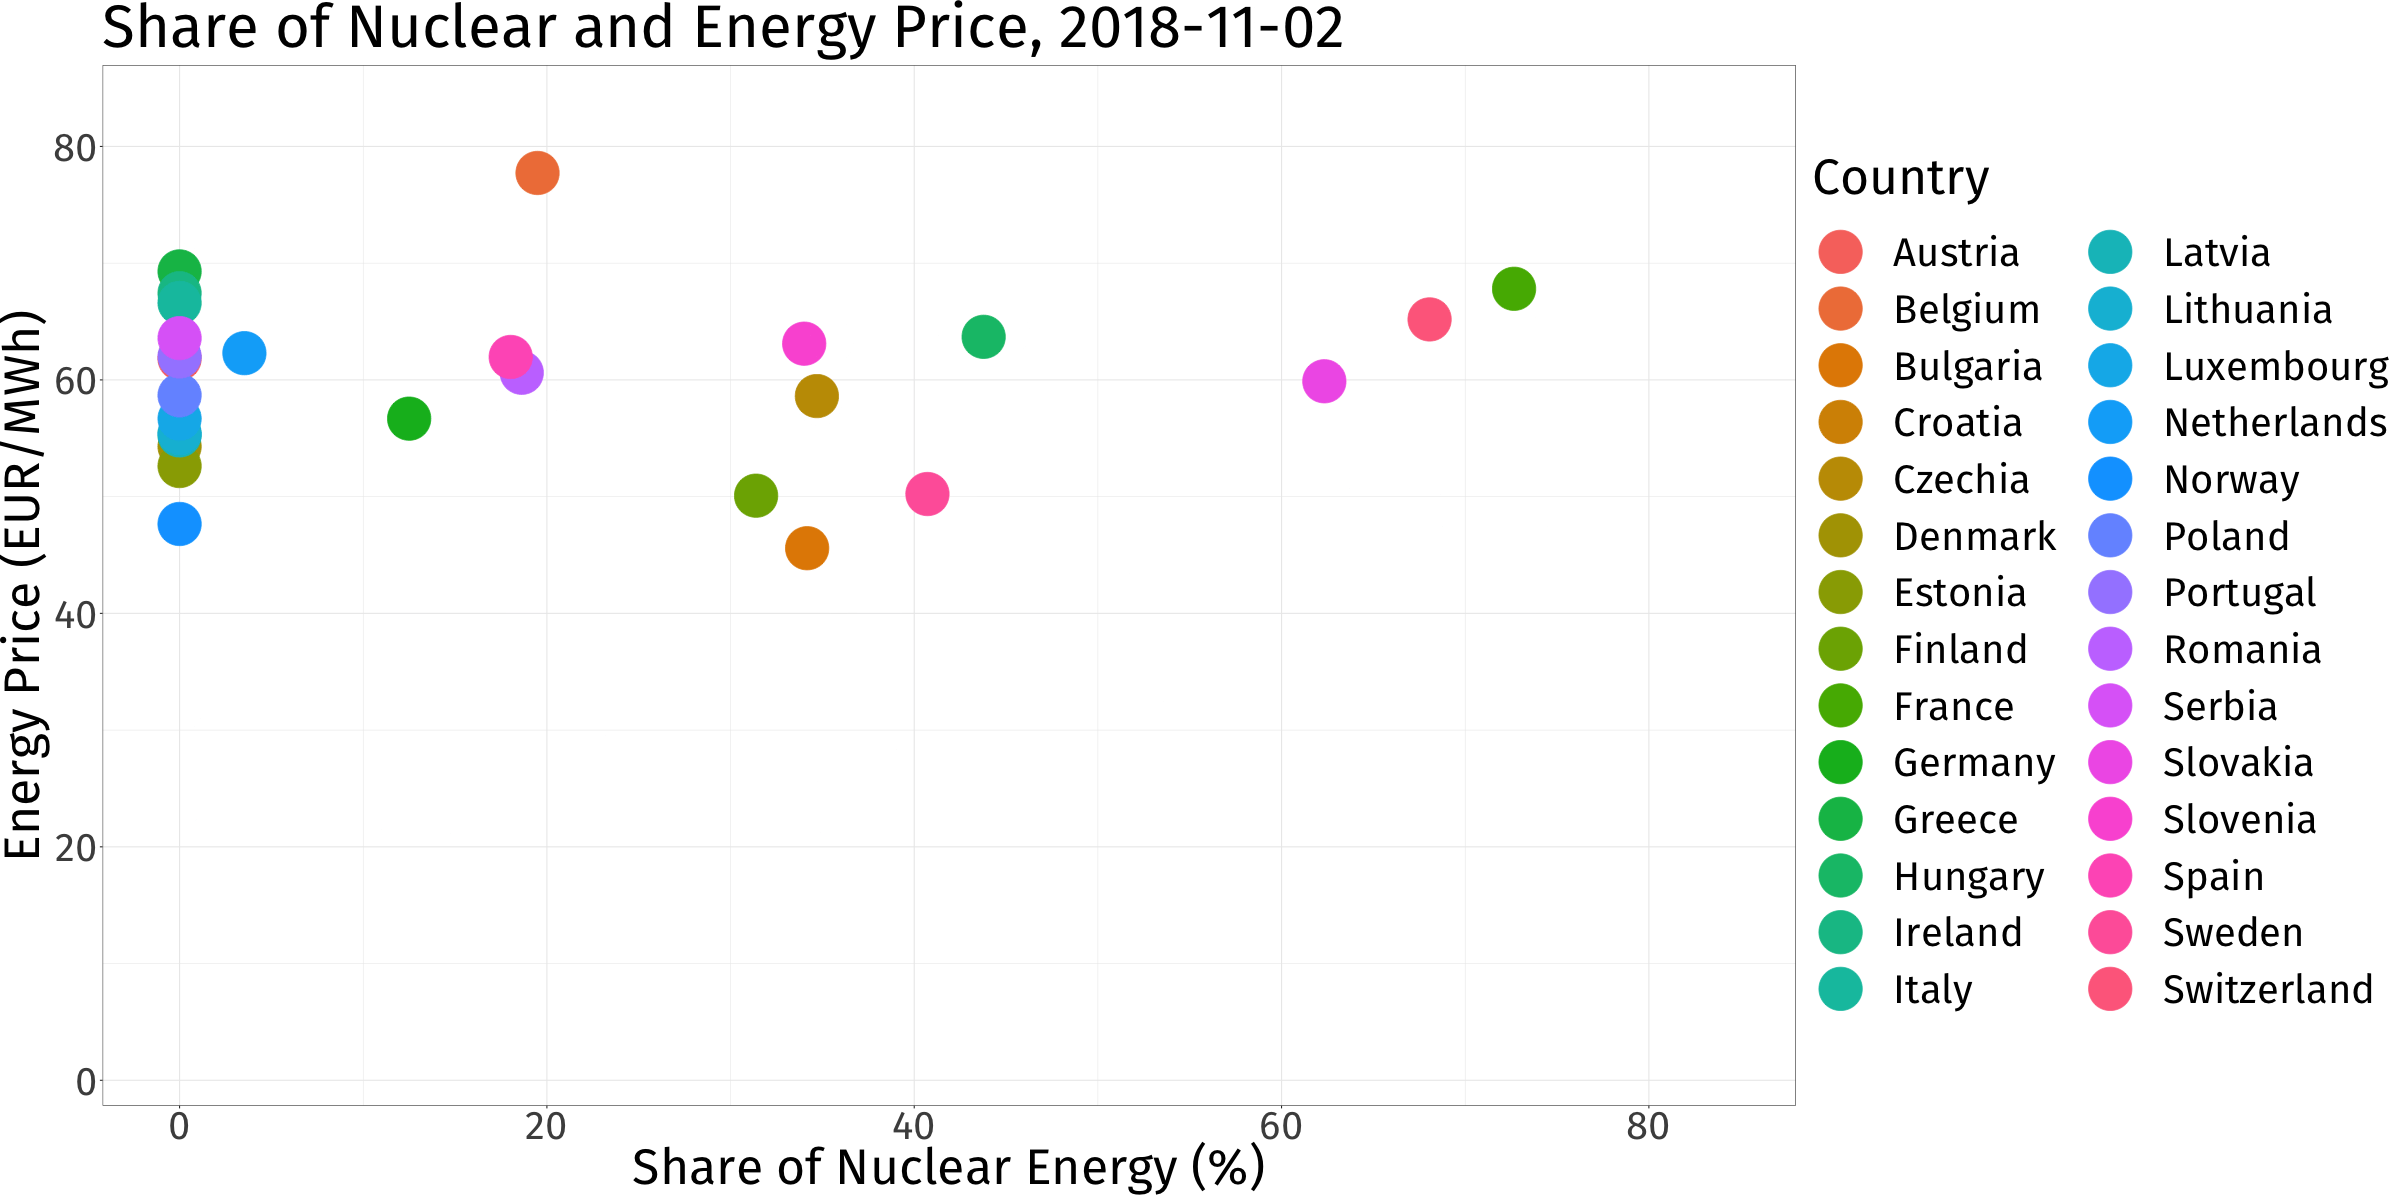 Share of Nuclear and Energy Price, 2018-11-02
Energy Price (EUR/MWh)
80
60
40
20
0
0 20 40 60 80
Share of Nuclear Energy (%)
Country
Austria
Belgium
Bulgaria
Croatia
Czechia
Denmark
Estonia
Finland
France
Germany
Greece
Hungary
Ireland
Italy
Latvia
Lithuania
Luxembourg
Netherlands
Norway
Poland
Portugal
Romania
Serbia
Slovakia
Slovenia
Spain
Sweden
Switzerland